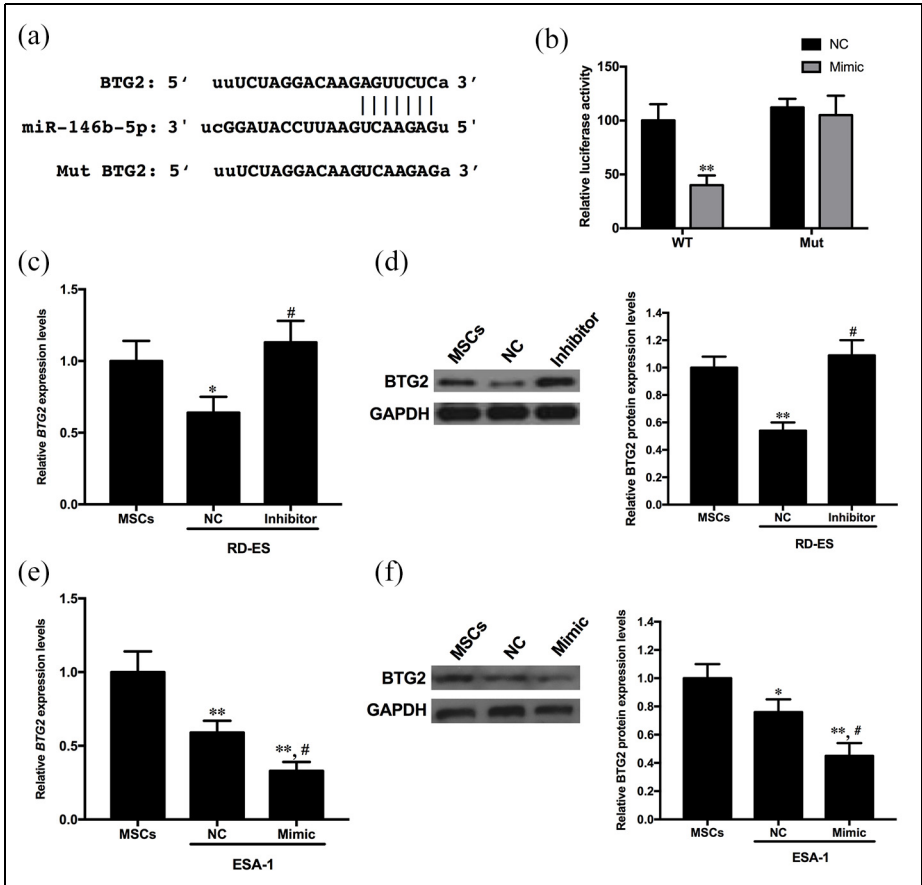 (a)
BTG2: 5‘ uuUCUAGGACAAGAGUUCUCa 3’
miR-146b-5p: 3' ucGGAUACCUUAAGUCAAGAGu 5'
Mut BTG2: 5‘ uuUCUAGGACAAGUCAAGAGa 3’
(b)
NC
Mimic
Relative luciferase activity
150
100
50
0
**
WT
Mut
(c)
Relative BTG2 expression levels
1.5
1.0
0.5
0.0
*
#
MSCs
NC
Inhibitor
RD-ES
(d)
MSCs
NC
Inhibitor
BTG2
GAPDH
Relative BTG2 protein expression levels
1.4
1.2
1.0
0.8
0.6
0.4
0.2
0.0
**
#
MSCs
NC
Inhibitor
RD-ES
(e)
Relative BTG2 expression levels
1.5
1.0
0.5
0.0
**
**, #
MSCs
NC
Mimic
ESA-1
(f)
MSCs
NC
Mimic
BTG2
GAPDH
Relative BTG2 protein expression levels
1.4
1.2
1.0
0.8
0.6
0.4
0.2
0.0
*
**, #
MSCs
NC
Mimic
ESA-1